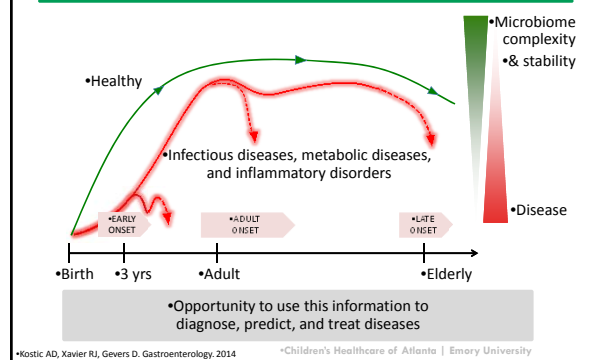 •Microbiome
complexity
•& stability
•Healthy
•Infectious diseases, metabolic diseases,
and inflammatory disorders
•Disease
•EARLY
ONSET
•ADULT
ONSET
•LATE
ONSET
•Birth
•3 yrs
•Adult
•Elderly
•Opportunity to use this information to
diagnose, predict, and treat diseases
•Kostic AD, Xavier RJ, Gevers D. Gastroenterology. 2014
•Children's Healthcare of Atlanta | Emory University